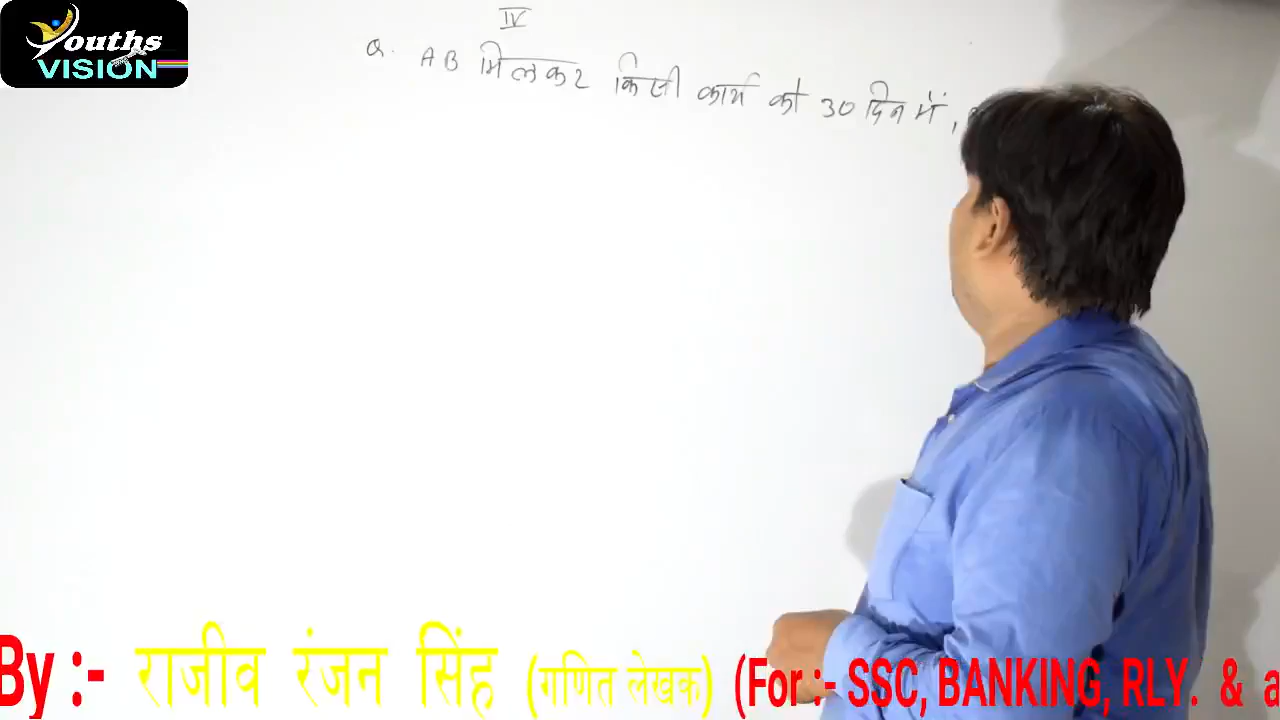 Youths
VISION
IV
Q. AB मिलकर किसी कार्य को 30 दिन में,
By :- राजीव रंजन सिंह (गणित लेखक) (For :- SSC, BANKING, RLY. & a